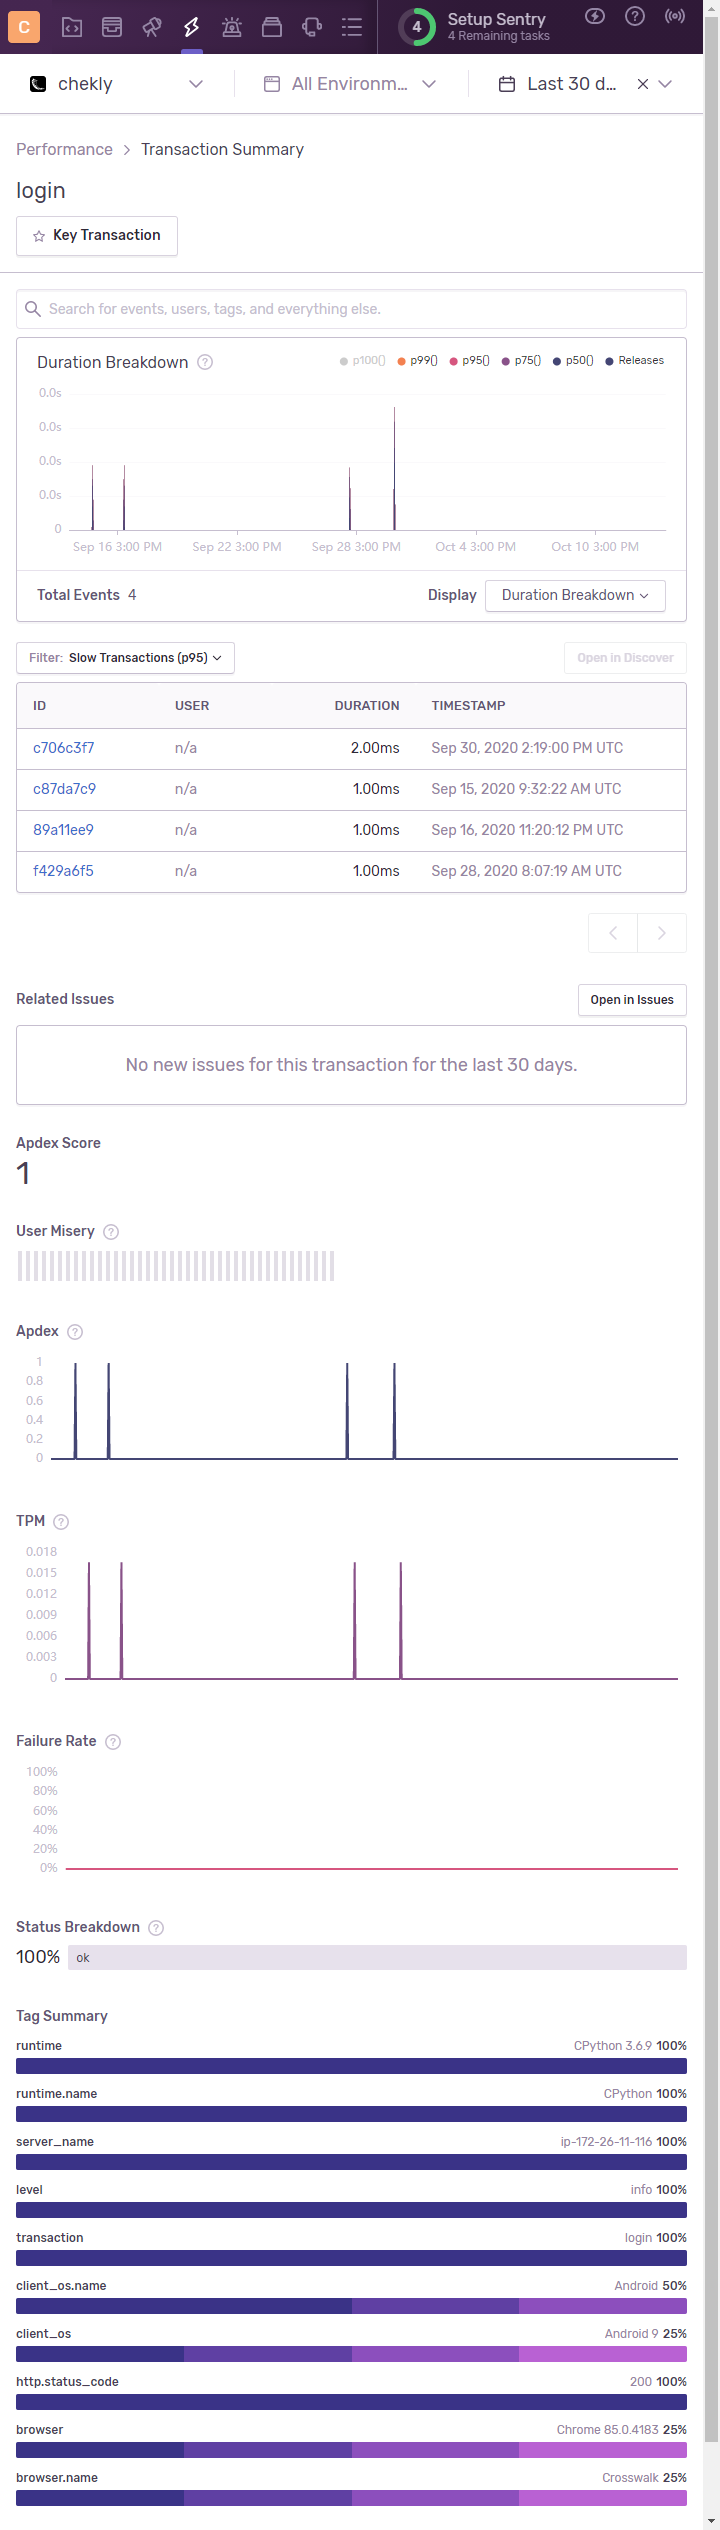 C
4
Setup Sentry
4 Remaining tasks
chekly
All Environm...
Last 30 d...
Performance > Transaction Summary
login
Key Transaction
Search for events, users, tags, and everything else.
Duration Breakdown ?
p100() p99() p95() p75() p50() Releases
0.0s
0.0s
0.0s
0.0s
0
Sep 16 3:00 PM Sep 22 3:00 PM Sep 28 3:00 PM Oct 4 3:00 PM Oct 10 3:00 PM
Total Events 4
Display Duration Breakdown
Filter: Slow Transactions (p95)
Open in Discover
ID USER DURATION TIMESTAMP
c706c3f7 n/a 2.00ms Sep 30, 2020 2:19:00 PM UTC
c87da7c9 n/a 1.00ms Sep 15, 2020 9:32:22 AM UTC
89a11ee9 n/a 1.00ms Sep 16, 2020 11:20:12 PM UTC
f429a6f5 n/a 1.00ms Sep 28, 2020 8:07:19 AM UTC
Related Issues
Open in Issues
No new issues for this transaction for the last 30 days.
Apdex Score
1
User Misery ?
Apdex ?
1
0.8
0.6
0.4
0.2
0
TPM ?
0.018
0.015
0.012
0.009
0.006
0.003
0
Failure Rate ?
100%
80%
60%
40%
20%
0%
Status Breakdown ?
100% ok
Tag Summary
runtime CPython 3.6.9 100%
runtime.name CPython 100%
server_name ip-172-26-11-116 100%
level info 100%
transaction login 100%
client_os.name Android 50%
client_os Android 9 25%
http.status_code 200 100%
browser Chrome 85.0.4183 25%
browser.name Crosswalk 25%